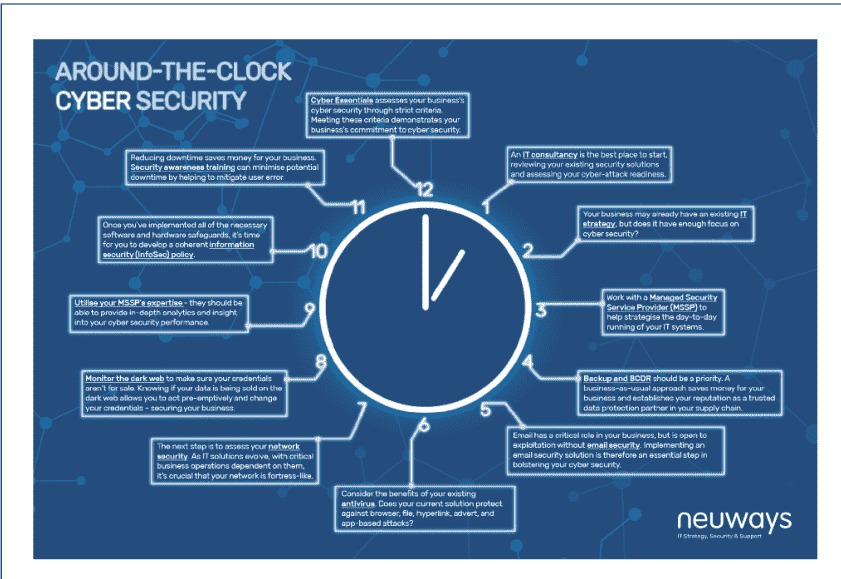 AROUND-THE-CLOCK
CYBER SECURITY
Cyber Essentials assesses your business's
cyber security through strict criteria.
Meeting these criteria demonstrates your
business's commitment to cyber security.
12
An IT consultancy is the best place to start,
reviewing your existing security solutions
and assessing your cyber-attack readiness.
1
Your business may already have an existing IT
strategy, but does it have enough focus on
cyber security?
2
Work with a Managed Security
Service Provider (MSSP) to
help strategise the day-to-day
running of your IT systems.
3
Backup and BCDR should be a priority. A
business-as-usual approach saves money for your
business and establishes your reputation as a trusted
data protection partner in your supply chain.
4
Email has a critical role in your business, but is open to
exploitation without email security. Implementing an
email security solution is therefore an essential step in
bolstering your cyber security.
5
Consider the benefits of your existing
antivirus. Does your current solution protect
against browser, file, hyperlink, advert, and
app-based attacks?
6
The next step is to assess your network
security. As IT solutions evolve, with critical
business operations dependent on them,
it's crucial that your network is fortress-like.
7
Monitor the dark web to make sure your credentials
aren't for sale. Knowing if your data is being sold on the
dark web allows you to act pre-emptively and change
your credentials - securing your business.
8
Utilise your MSSP's expertise - they should be
able to provide in-depth analytics and insight
into your cyber security performance.
9
Once you've implemented all of the necessary
software and hardware safeguards, it's time
for you to develop a coherent information
security (InfoSec) policy.
10
Reducing downtime saves money for your business.
Security awareness training can minimise potential
downtime by helping to mitigate user error.
11
neuways
IT Strategy, Security & Support